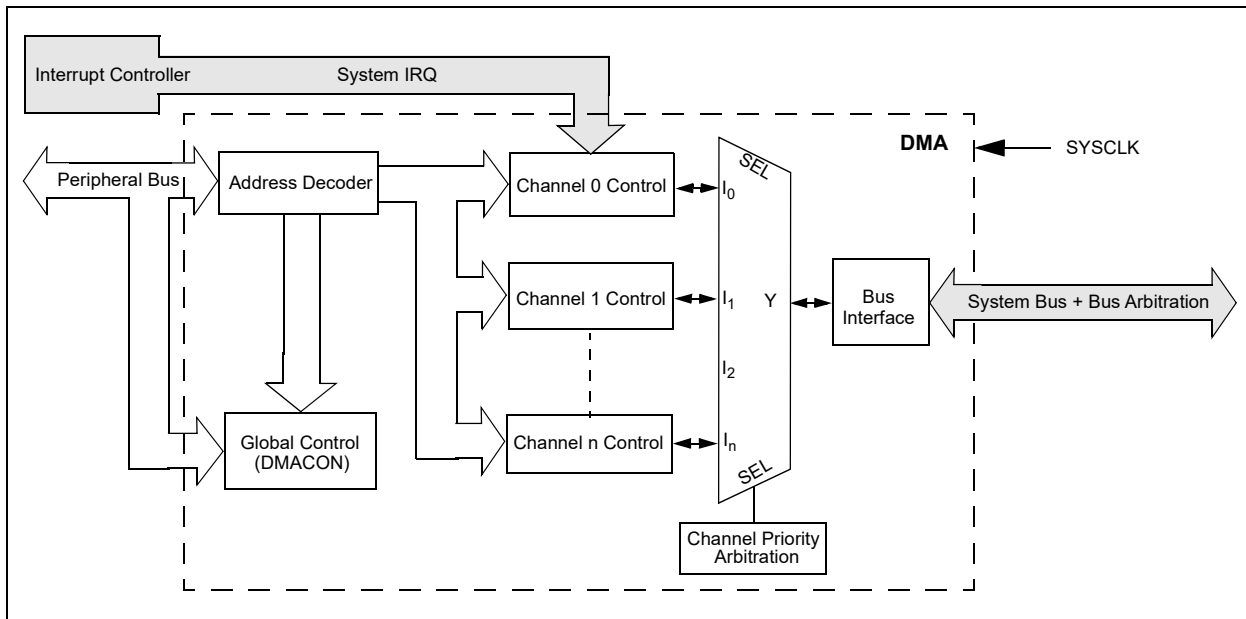 Interrupt Controller
System IRQ
DMA
SYSCLK
Peripheral Bus
Address Decoder
Channel 0 Control
SEL
I0
Channel 1 Control
I1
Y
Bus
Interface
System Bus + Bus Arbitration
I2
Global Control
(DMACON)
Channel n Control
In
SEL
Channel Priority
Arbitration